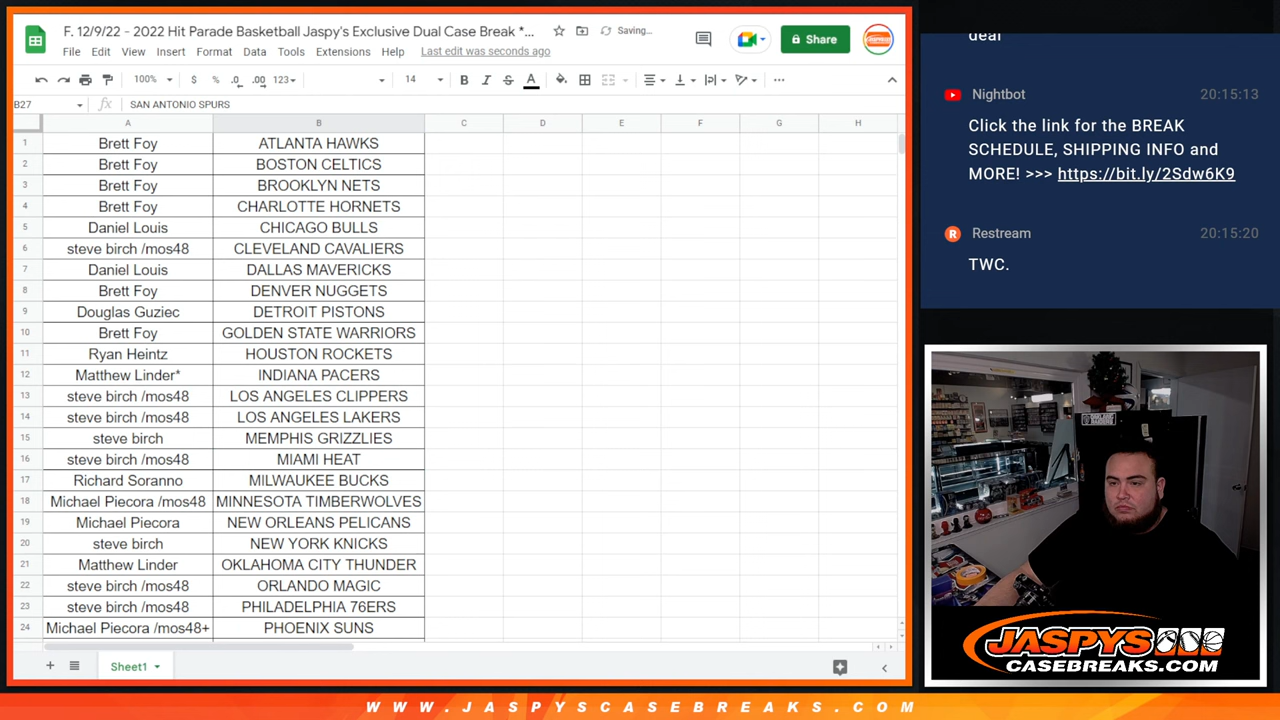 F. 12/9/22 - 2022 Hit Parade Basketball Jaspy's Exclusive Dual Case Break *...
Saving...
File Edit View Insert Format Data Tools Extensions Help Last edit was seconds ago
Share
100% $ % .0 .00 123 14 B I S A
B27 fx SAN ANTONIO SPURS
A B C D E F G H
1 Brett Foy ATLANTA HAWKS
2 Brett Foy BOSTON CELTICS
3 Brett Foy BROOKLYN NETS
4 Brett Foy CHARLOTTE HORNETS
5 Daniel Louis CHICAGO BULLS
6 steve birch /mos48 CLEVELAND CAVALIERS
7 Daniel Louis DALLAS MAVERICKS
8 Brett Foy DENVER NUGGETS
9 Douglas Guziec DETROIT PISTONS
10 Brett Foy GOLDEN STATE WARRIORS
11 Ryan Heintz HOUSTON ROCKETS
12 Matthew Linder* INDIANA PACERS
13 steve birch /mos48 LOS ANGELES CLIPPERS
14 steve birch /mos48 LOS ANGELES LAKERS
15 steve birch MEMPHIS GRIZZLIES
16 steve birch /mos48 MIAMI HEAT
17 Richard Soranno MILWAUKEE BUCKS
18 Michael Piecora /mos48 MINNESOTA TIMBERWOLVES
19 Michael Piecora NEW ORLEANS PELICANS
20 steve birch NEW YORK KNICKS
21 Matthew Linder OKLAHOMA CITY THUNDER
22 steve birch /mos48 ORLANDO MAGIC
23 steve birch /mos48 PHILADELPHIA 76ERS
24 Michael Piecora /mos48+ PHOENIX SUNS
Sheet1
deal
Nightbot 20:15:13
Click the link for the BREAK
SCHEDULE, SHIPPING INFO and
MORE! >>> https://bit.ly/2Sdw6K9
R Restream 20:15:20
TWC.
JASPYS
CASEBREAKS.COM
WWW.JASPYSCASEBREAKS.COM